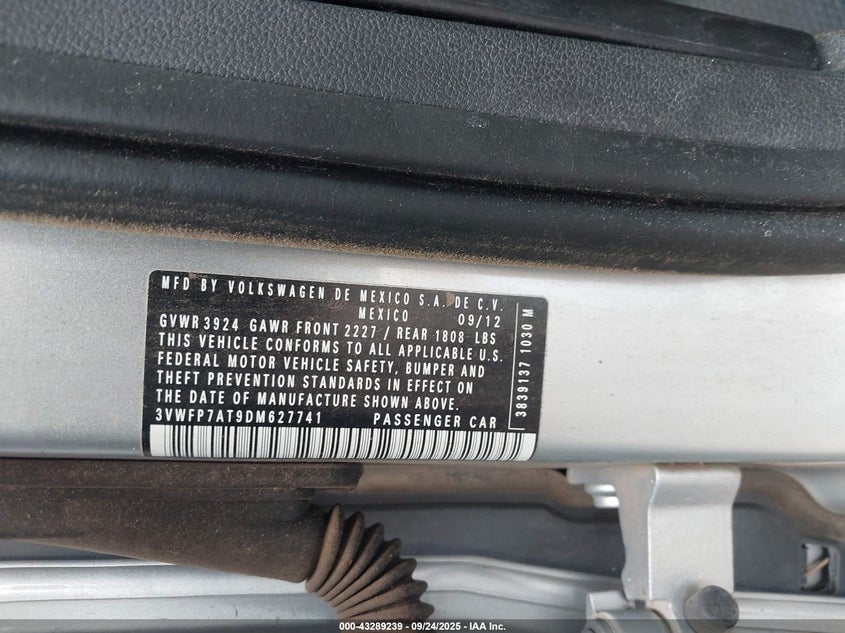 MFD BY VOLKSWAGEN DE MEXICO S.A. DE C.V.
MEXICO 09/12
GVWR 3924 GAWR FRONT 2227 / REAR 1808 LBS
THIS VEHICLE CONFORMS TO ALL APPLICABLE U.S.
FEDERAL MOTOR VEHICLE SAFETY, BUMPER AND
THEFT PREVENTION STANDARDS IN EFFECT ON
THE DATE OF MANUFACTURE SHOWN ABOVE.
3VWFP7AT9DM627741 PASSENGER CAR
3839137 1030 M
000-43289239 - 09/24/2025 - IAA Inc.